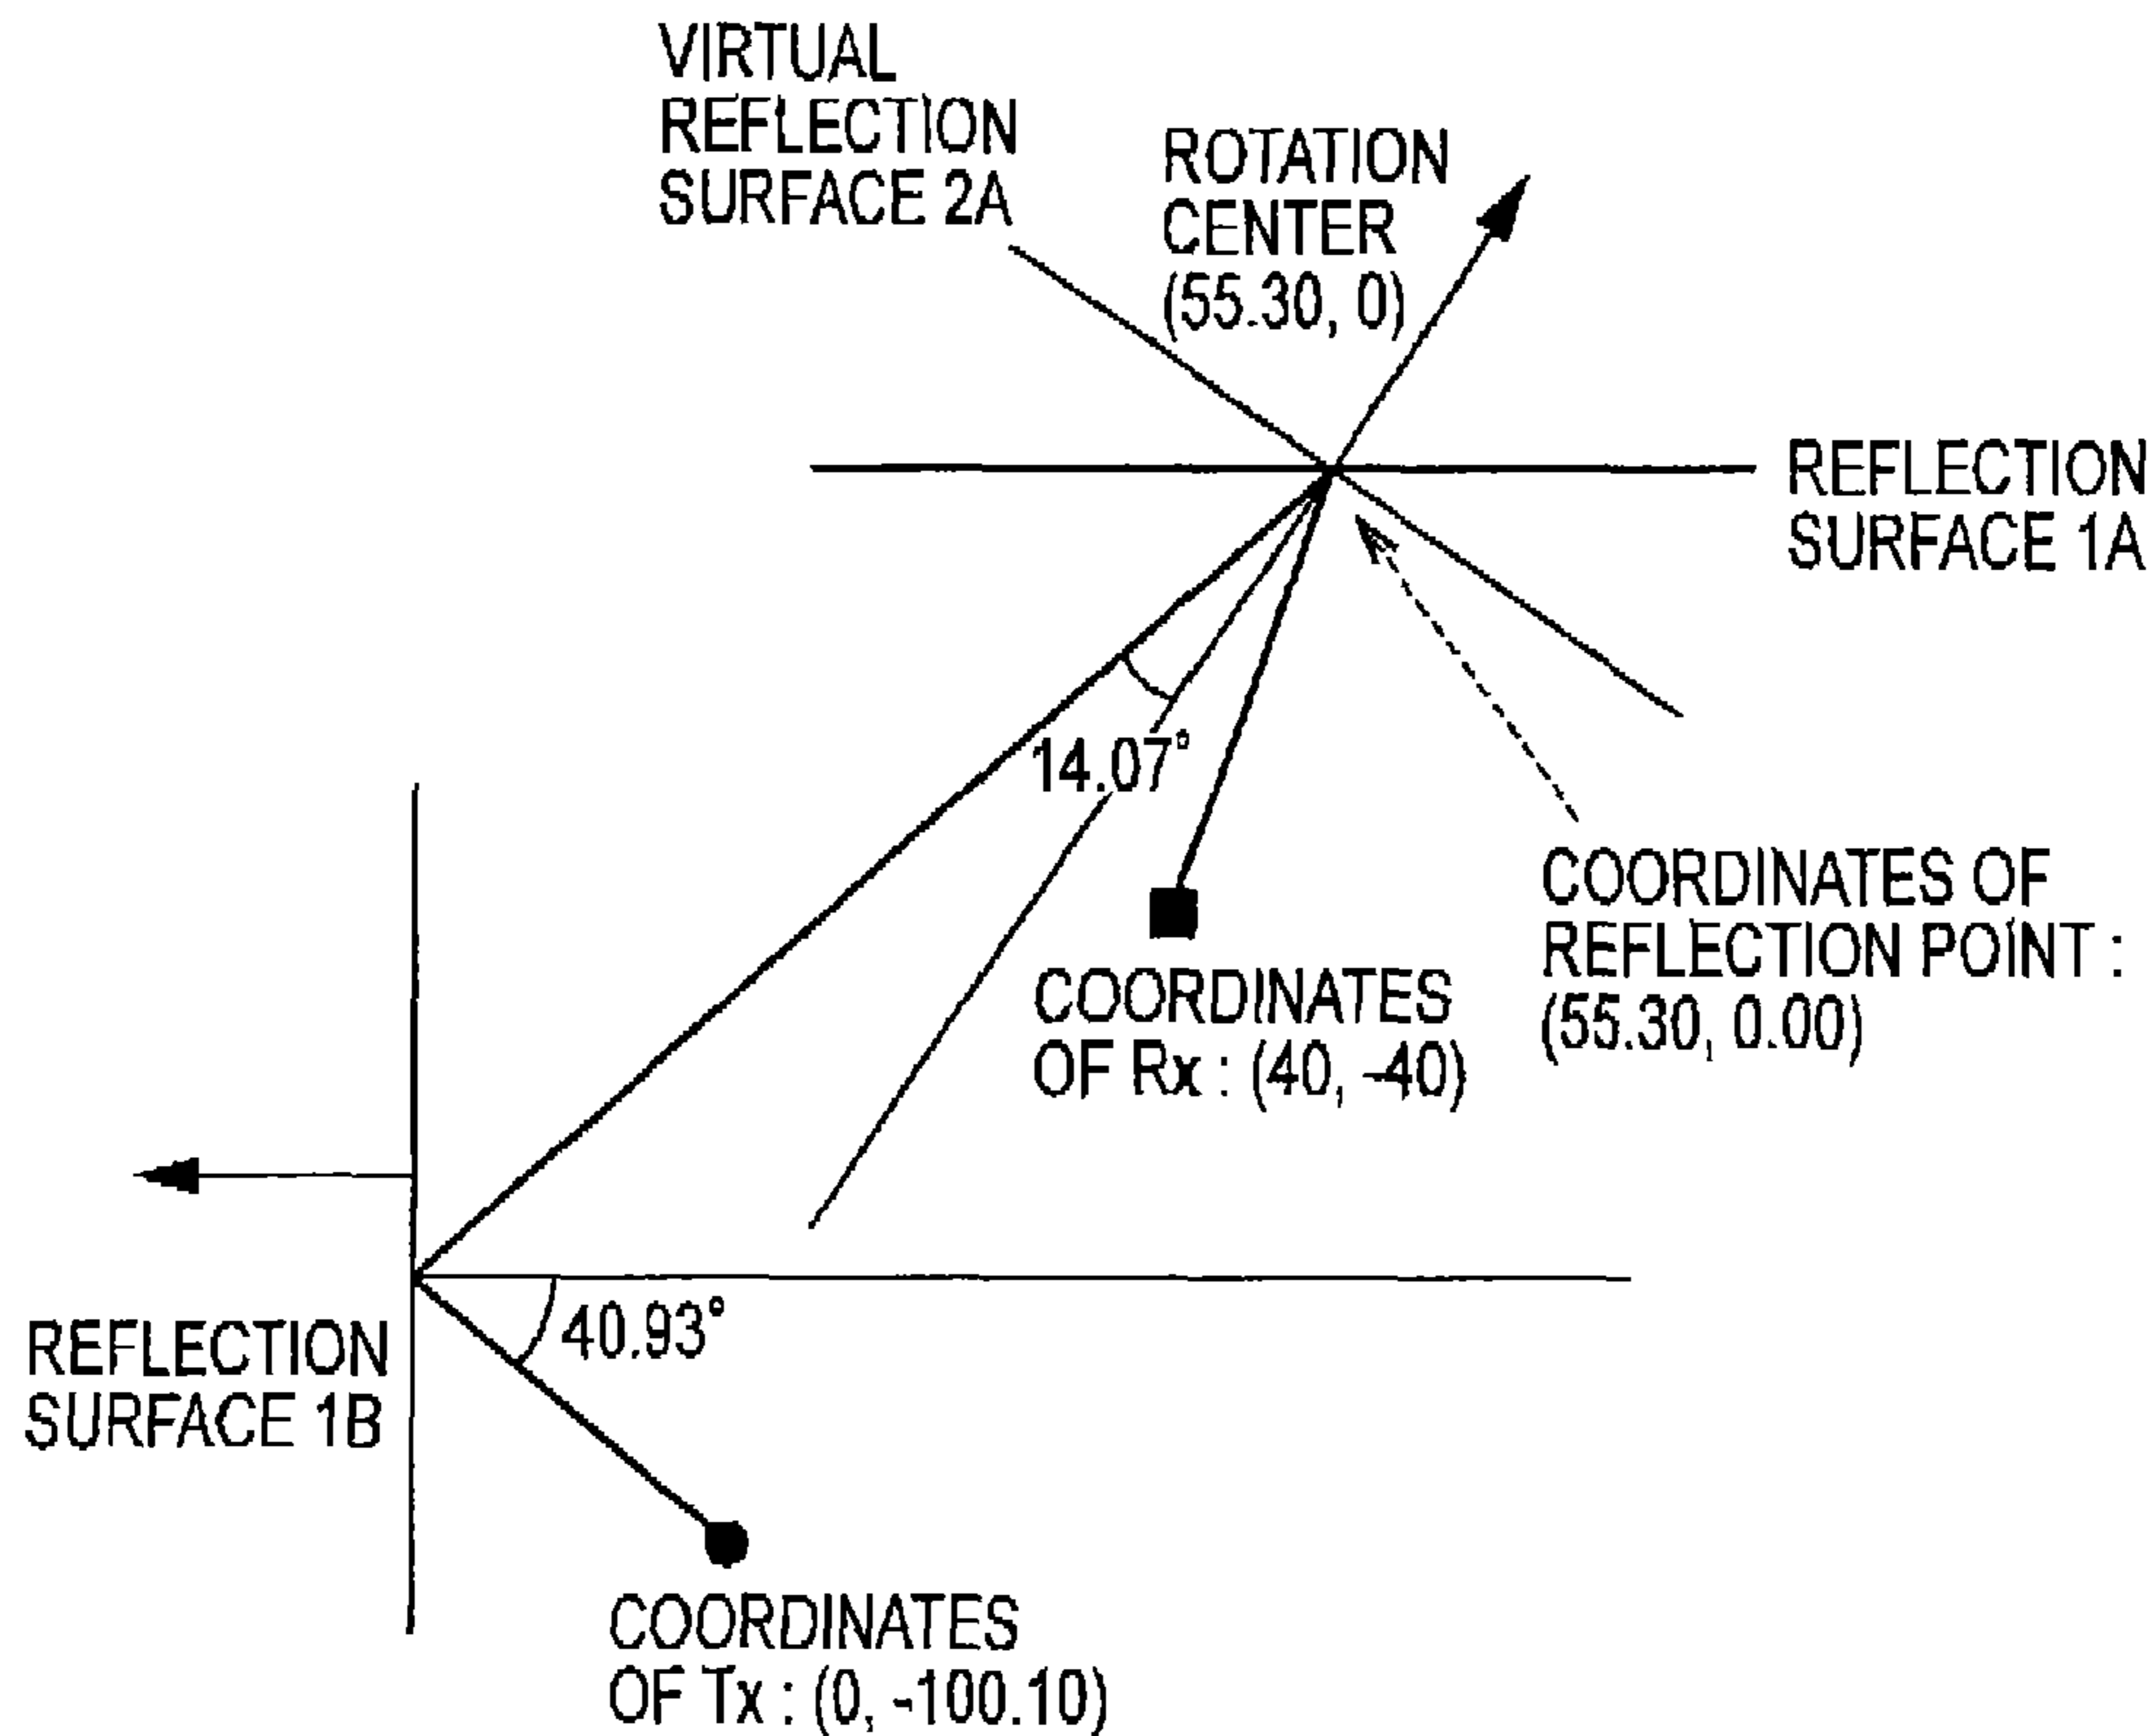 VIRTUAL
REFLECTION
SURFACE 2A
ROTATION
CENTER
(55.30, 0)
REFLECTION
SURFACE 1A
14.07°
COORDINATES OF
REFLECTION POINT :
(55.30, 0.00)
COORDINATES
OF Rx : (40, -40)
REFLECTION
SURFACE 1B
40.93°
COORDINATES
OF Tx : (0, -100.10)